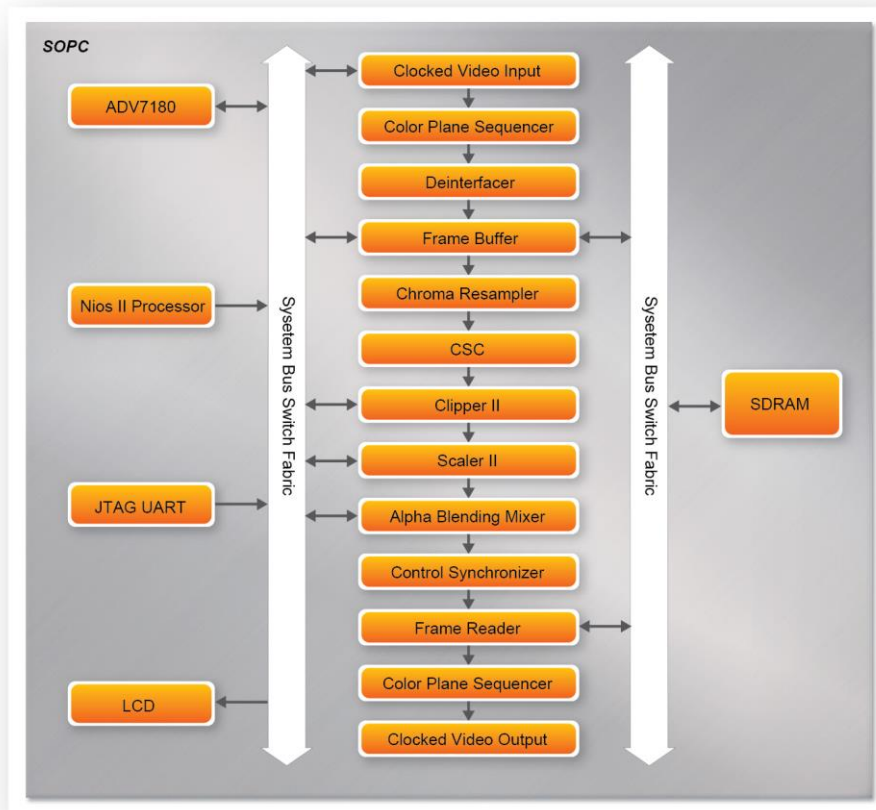 SOPC
ADV7180
Nios II Processor
JTAG UART
LCD
Sysetem Bus Switch Fabric
Clocked Video Input
Color Plane Sequencer
Deinterfacer
Frame Buffer
Chroma Resampler
CSC
Clipper II
Scaler II
Alpha Blending Mixer
Control Synchronizer
Frame Reader
Color Plane Sequencer
Clocked Video Output
Sysetem Bus Switch Fabric
SDRAM